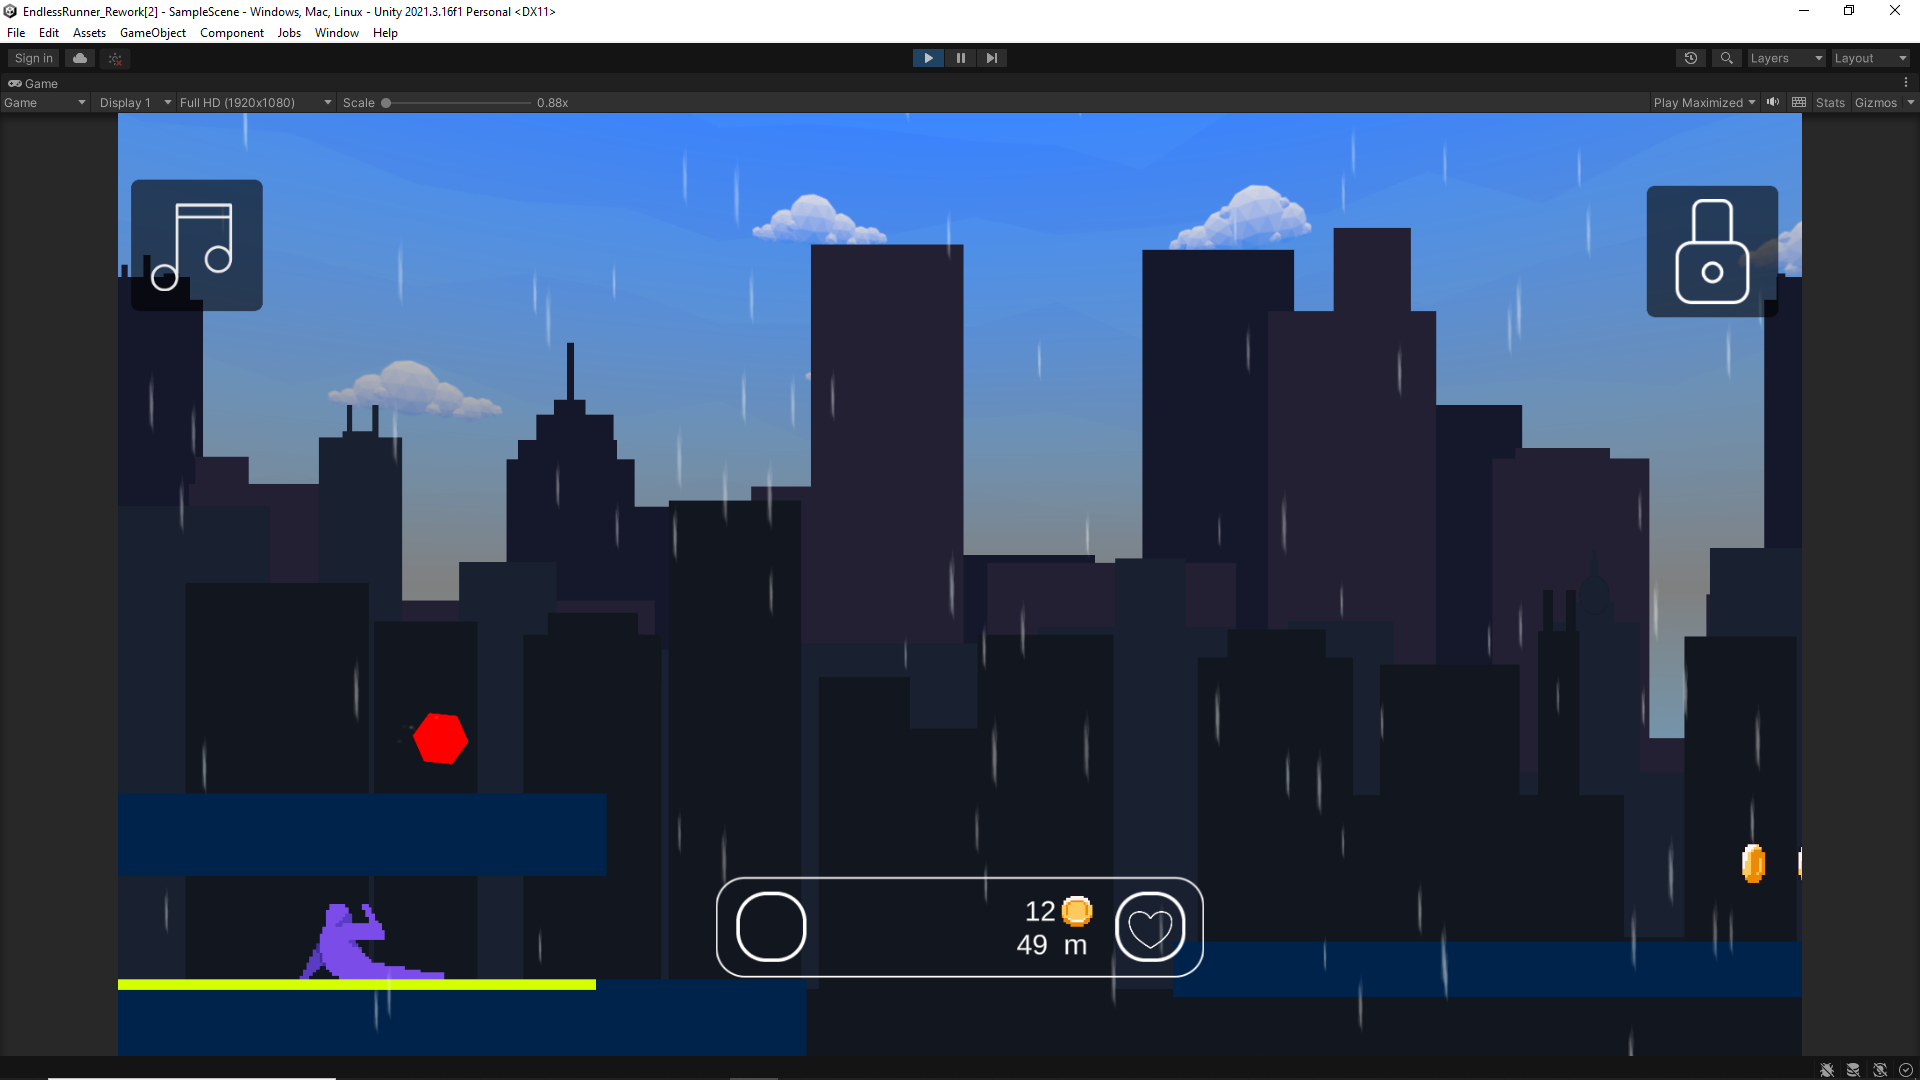 EndlessRunner_Rework[2] - SampleScene - Windows, Mac, Linux - Unity 2021.3.16f1 Personal <DX11>
File Edit Assets GameObject Component Jobs Window Help
Sign in Layers Layout
Game
Game Display 1 Full HD (1920x1080) Scale 0.88x Play Maximized Stats Gizmos
12
49 m